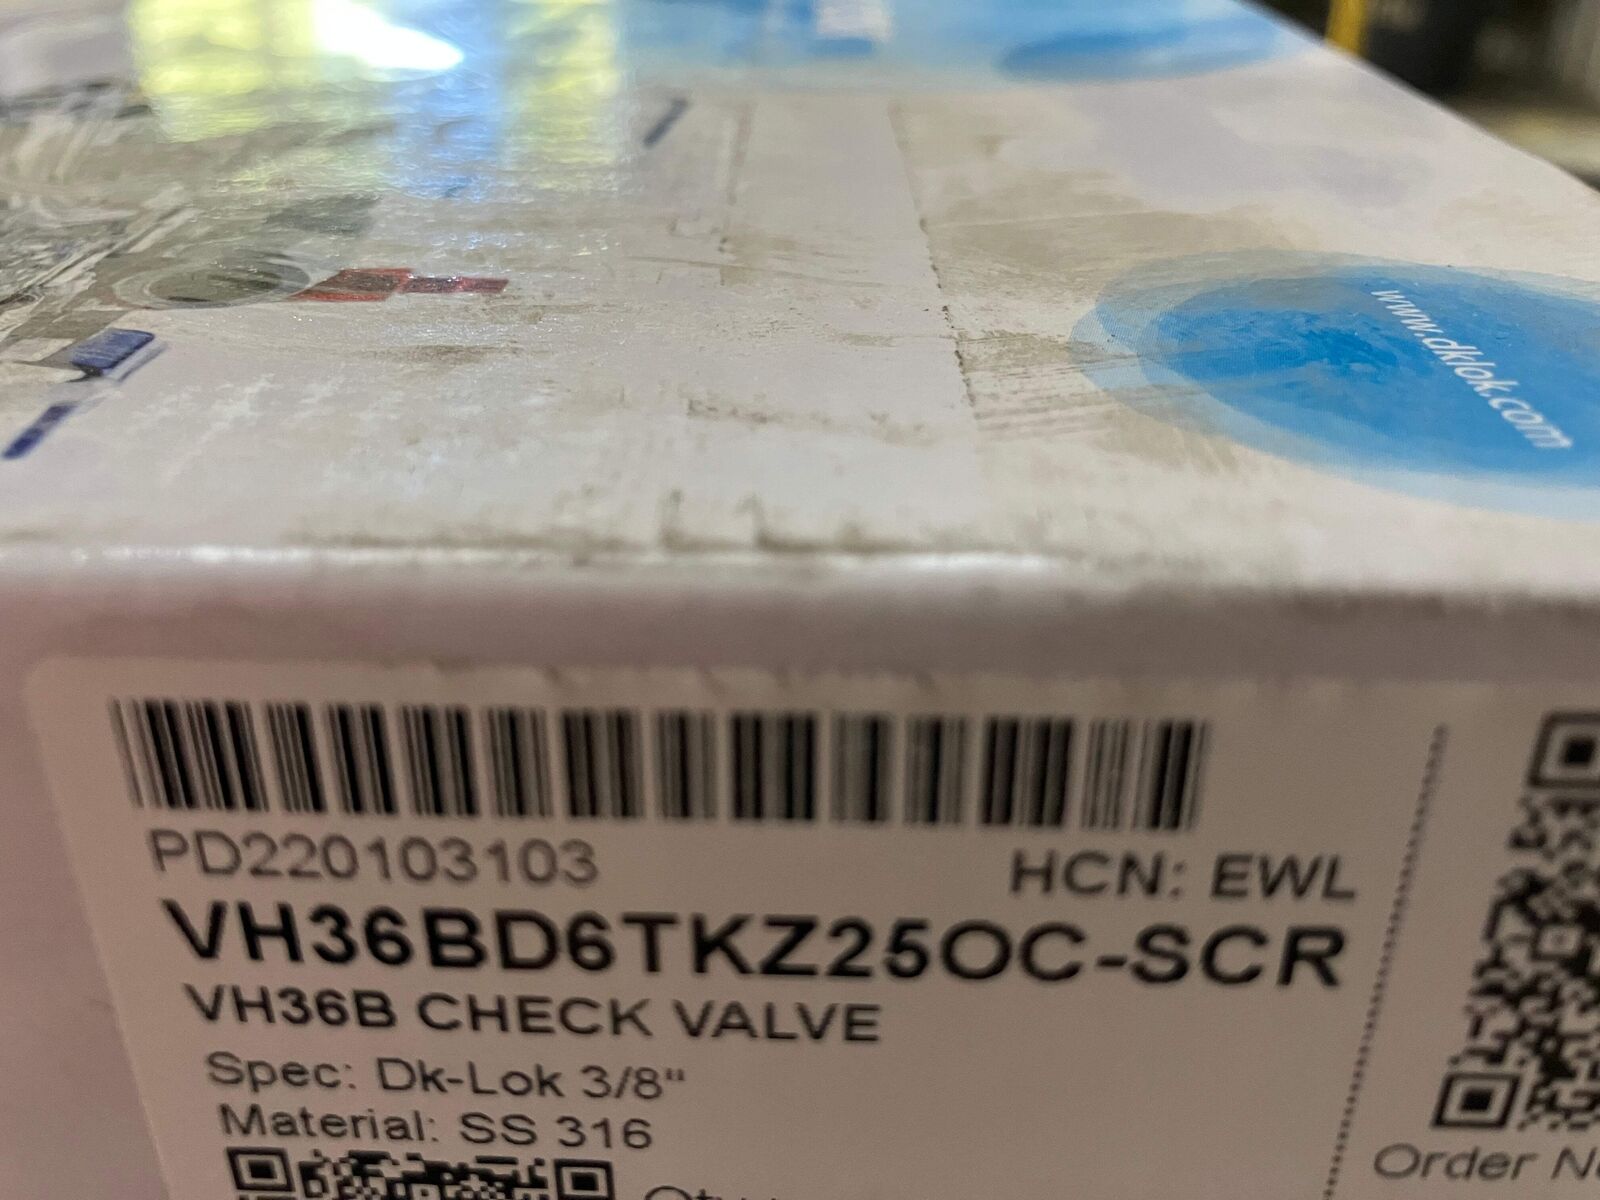 www.dklok.com
PD220103103
HCN: EWL
VH36BD6TKZ25OC-SCR
VH36B CHECK VALVE
Spec: Dk-Lok 3/8"
Material: SS 316
Order